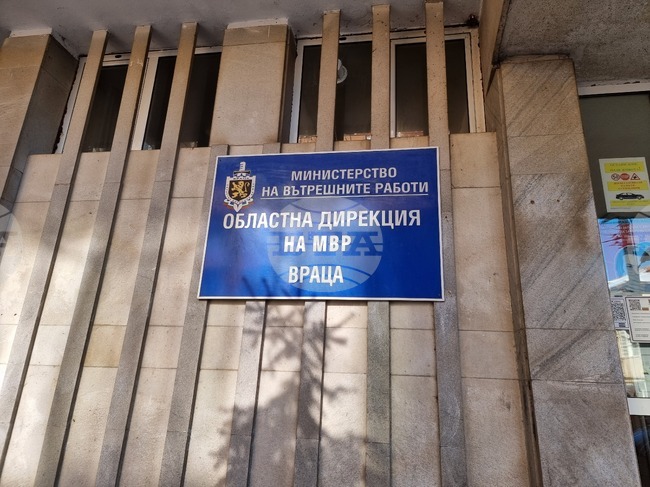 МИНИСТЕРСТВО
НА ВЪТРЕШНИТЕ РАБОТИ
ОБЛАСТНА ДИРЕКЦИЯ
НА МВР
ВРАЦА